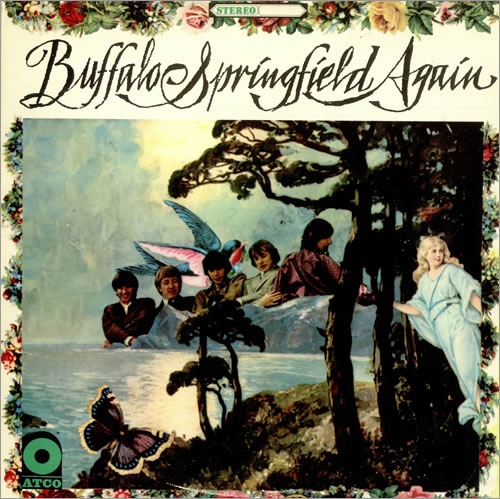 STEREO
Buffalo Springfield Again
ATCO